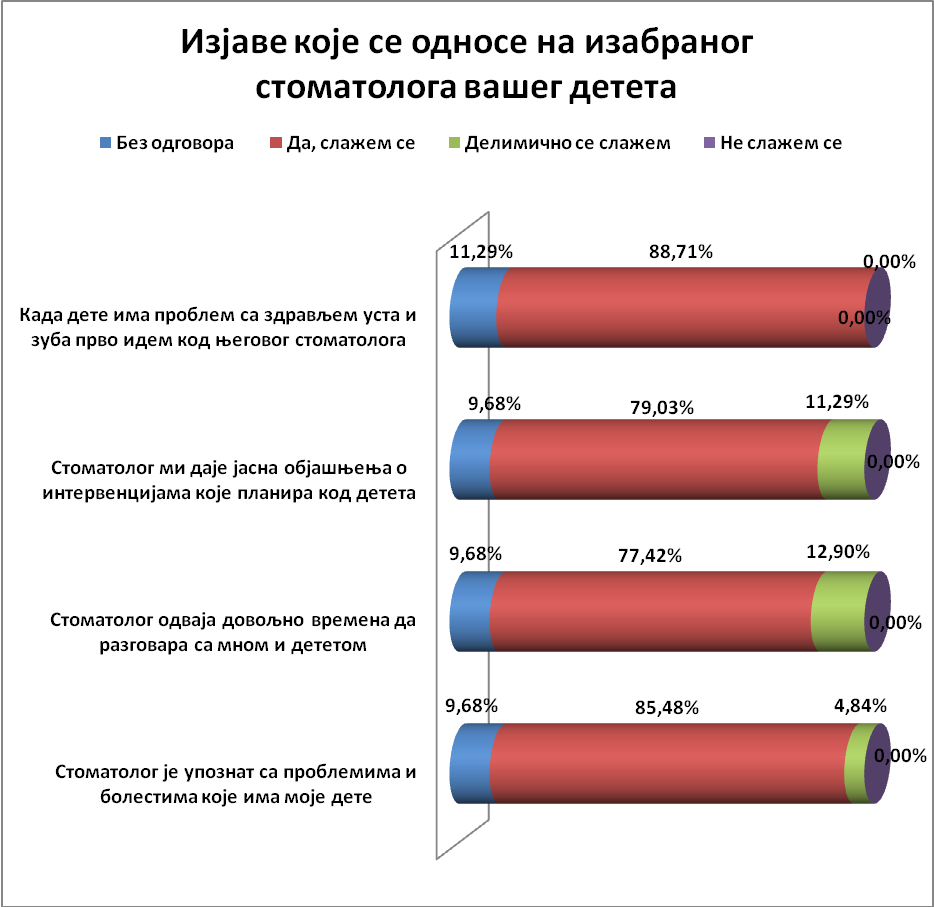 Изјаве које се односе на изабраног
стоматолога вашег детета
Без одговора Да, слажем се Делимично се слажем Не слажем се
11,29% 88,71% 0,00%
0,00%
Када дете има проблем са здрављем уста и
зуба прво идем код његовог стоматолога
9,68% 79,03% 11,29%
0,00%
Стоматолог ми даје јасна објашњења о
интервенцијама које планира код детета
9,68% 77,42% 12,90%
0,00%
Стоматолог одваја довољно времена да
разговара са мном и дететом
9,68% 85,48% 4,84%
0,00%
Стоматолог је упознат са проблемима и
болестима које има моје дете